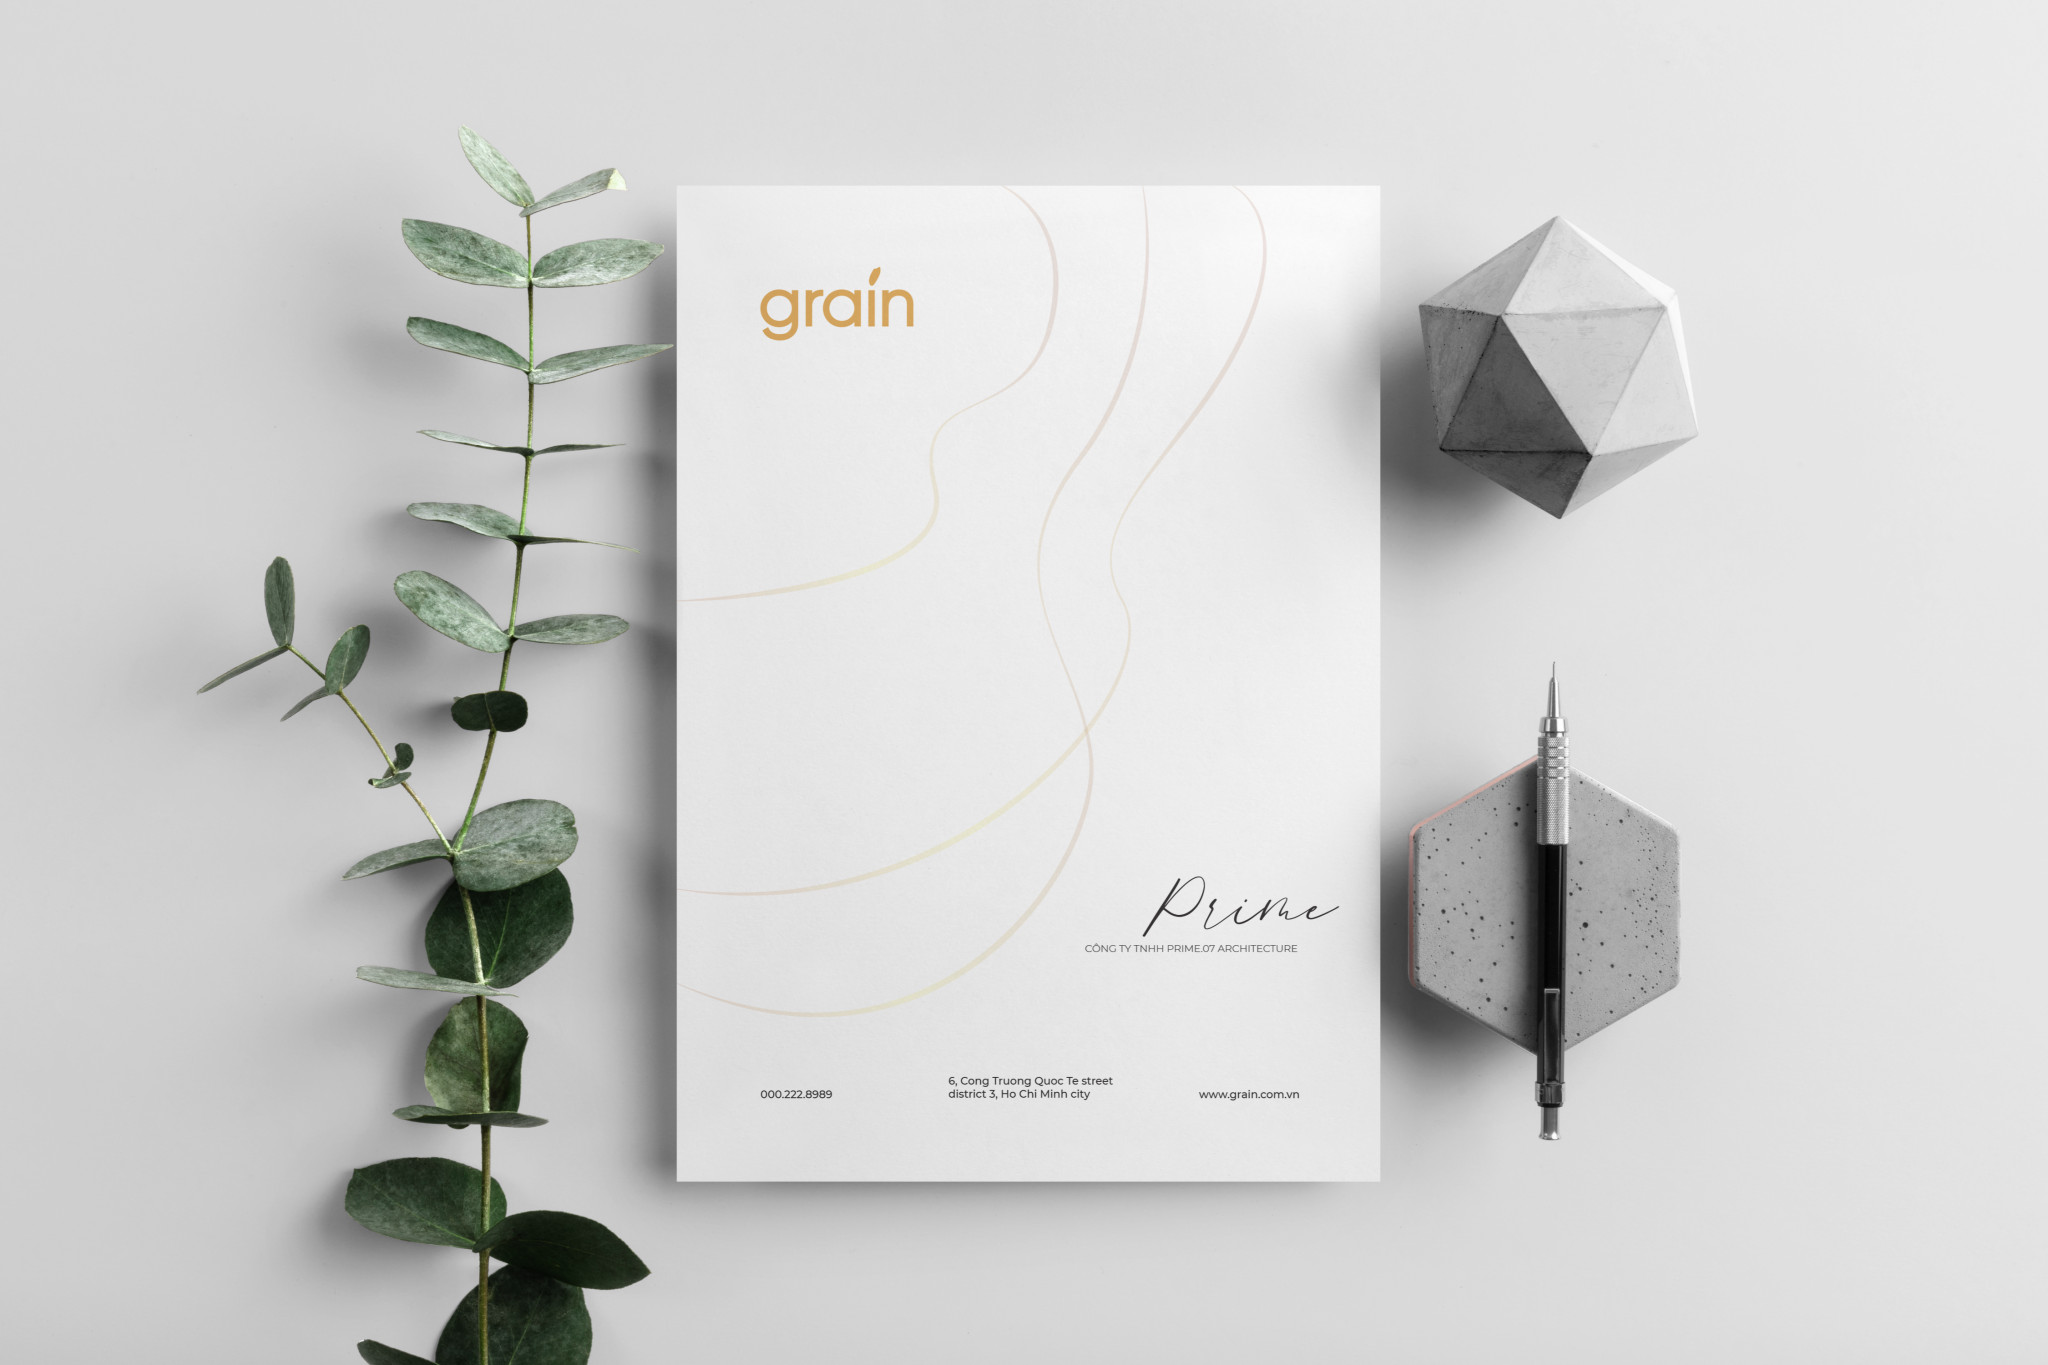 grain
Prime
CÔNG TY TNHH PRIME.07 ARCHITECTURE
000.222.8989
6, Cong Truong Quoc Te street
district 3, Ho Chi Minh city
www.grain.com.vn